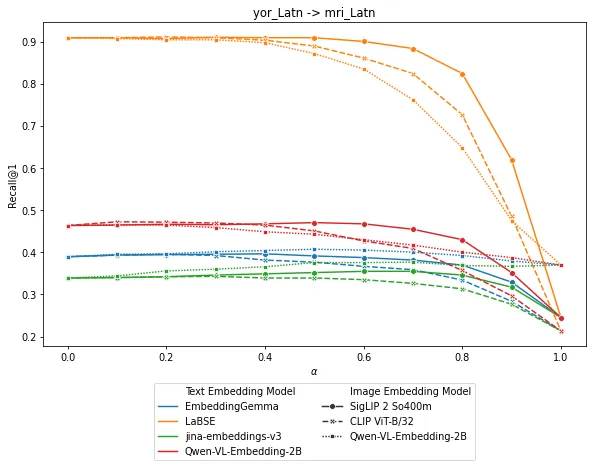 yor_Latn -> mri_Latn
Recall@1
0.9
0.8
0.7
0.6
0.5
0.4
0.3
0.2
0.0 0.2 0.4 0.6 0.8 1.0
α
Text Embedding Model Image Embedding Model
EmbeddingGemma SigLIP 2 So400m
LaBSE CLIP ViT-B/32
jina-embeddings-v3 Qwen-VL-Embedding-2B
Qwen-VL-Embedding-2B